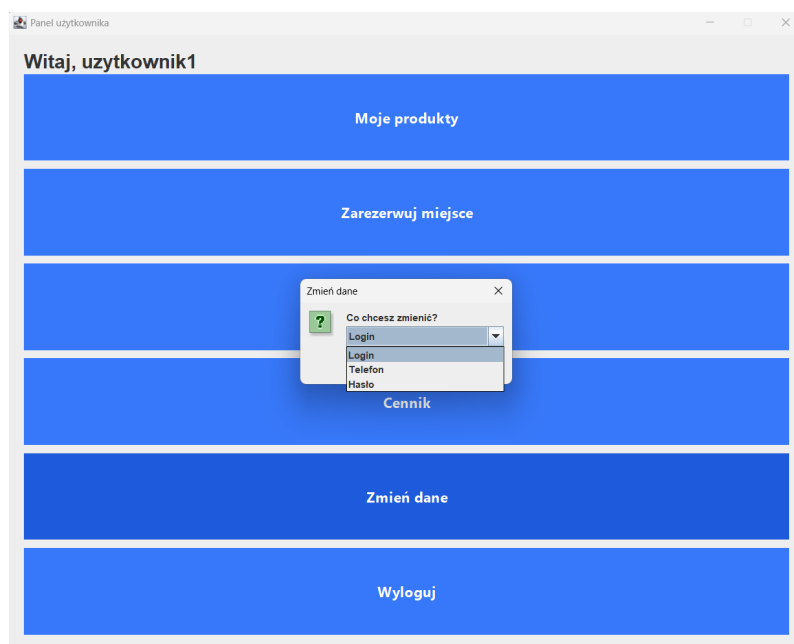 Panel użytkownika
Witaj, uzytkownik1
Moje produkty
Zarezerwuj miejsce
Zmień dane
Co chcesz zmienić?
Login
Login
Telefon
Hasło
Cennik
Zmień dane
Wyloguj